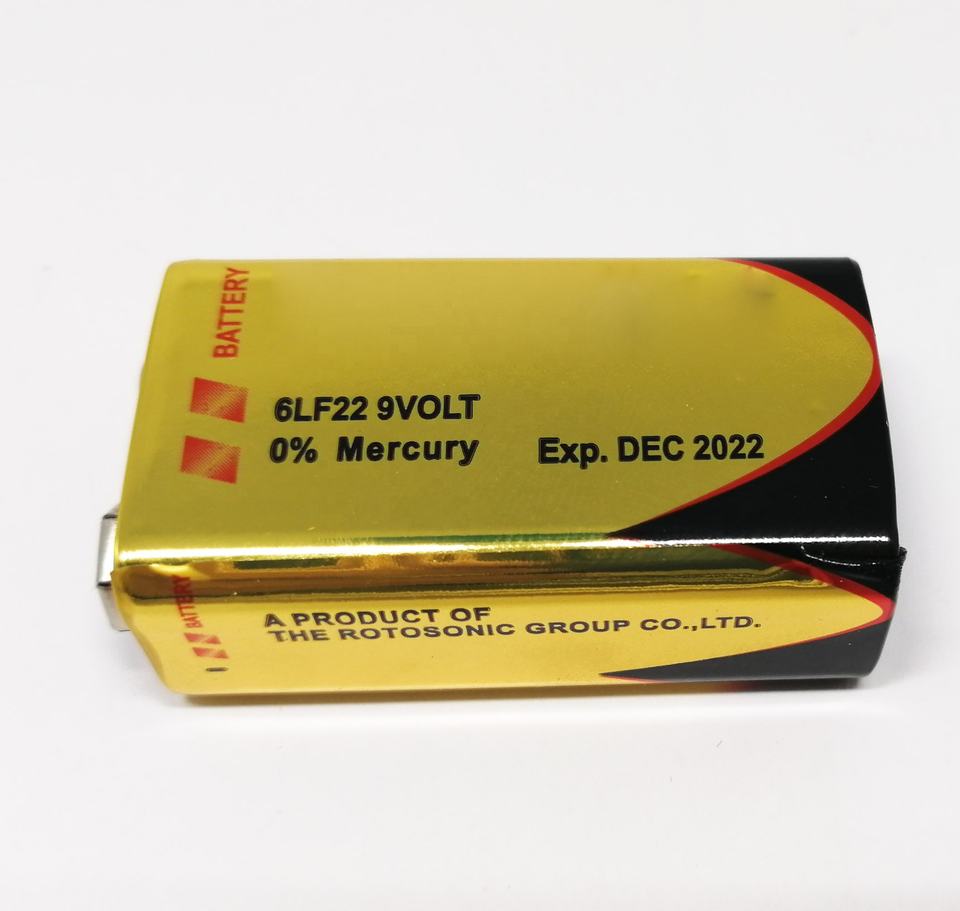 BATTERY
6LF22 9VOLT
0% Mercury Exp. DEC 2022
BATTERY
A PRODUCT OF
THE ROTOSONIC GROUP CO.,LTD.